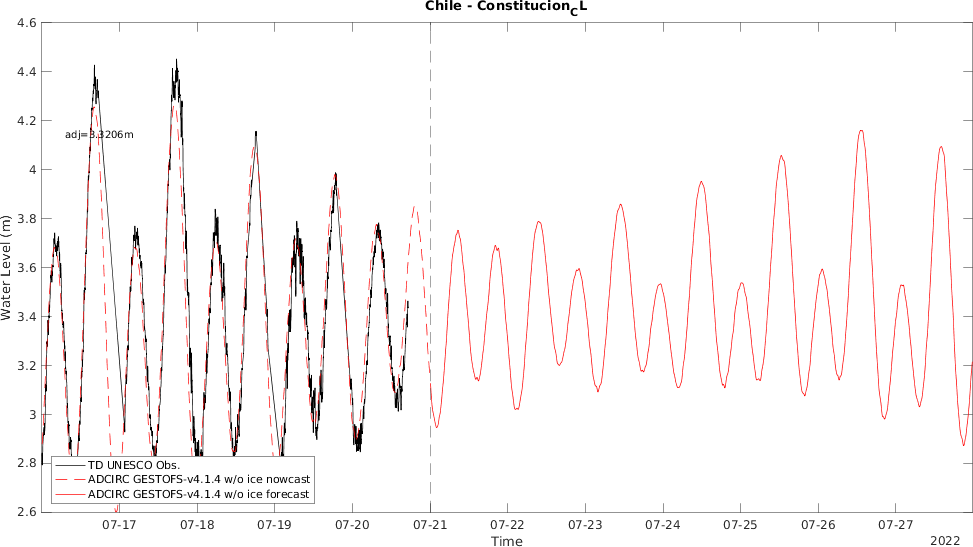 Chile - Constitucion_CL
4.6
4.4
4.2
4
3.8
3.6
3.4
3.2
3
2.8
2.6
Water Level (m)
adj=3.3206m
TD UNESCO Obs.
ADCIRC GESTOFS-v4.1.4 w/o ice nowcast
ADCIRC GESTOFS-v4.1.4 w/o ice forecast
07-17 07-18 07-19 07-20 07-21 07-22 07-23 07-24 07-25 07-26 07-27
Time
2022